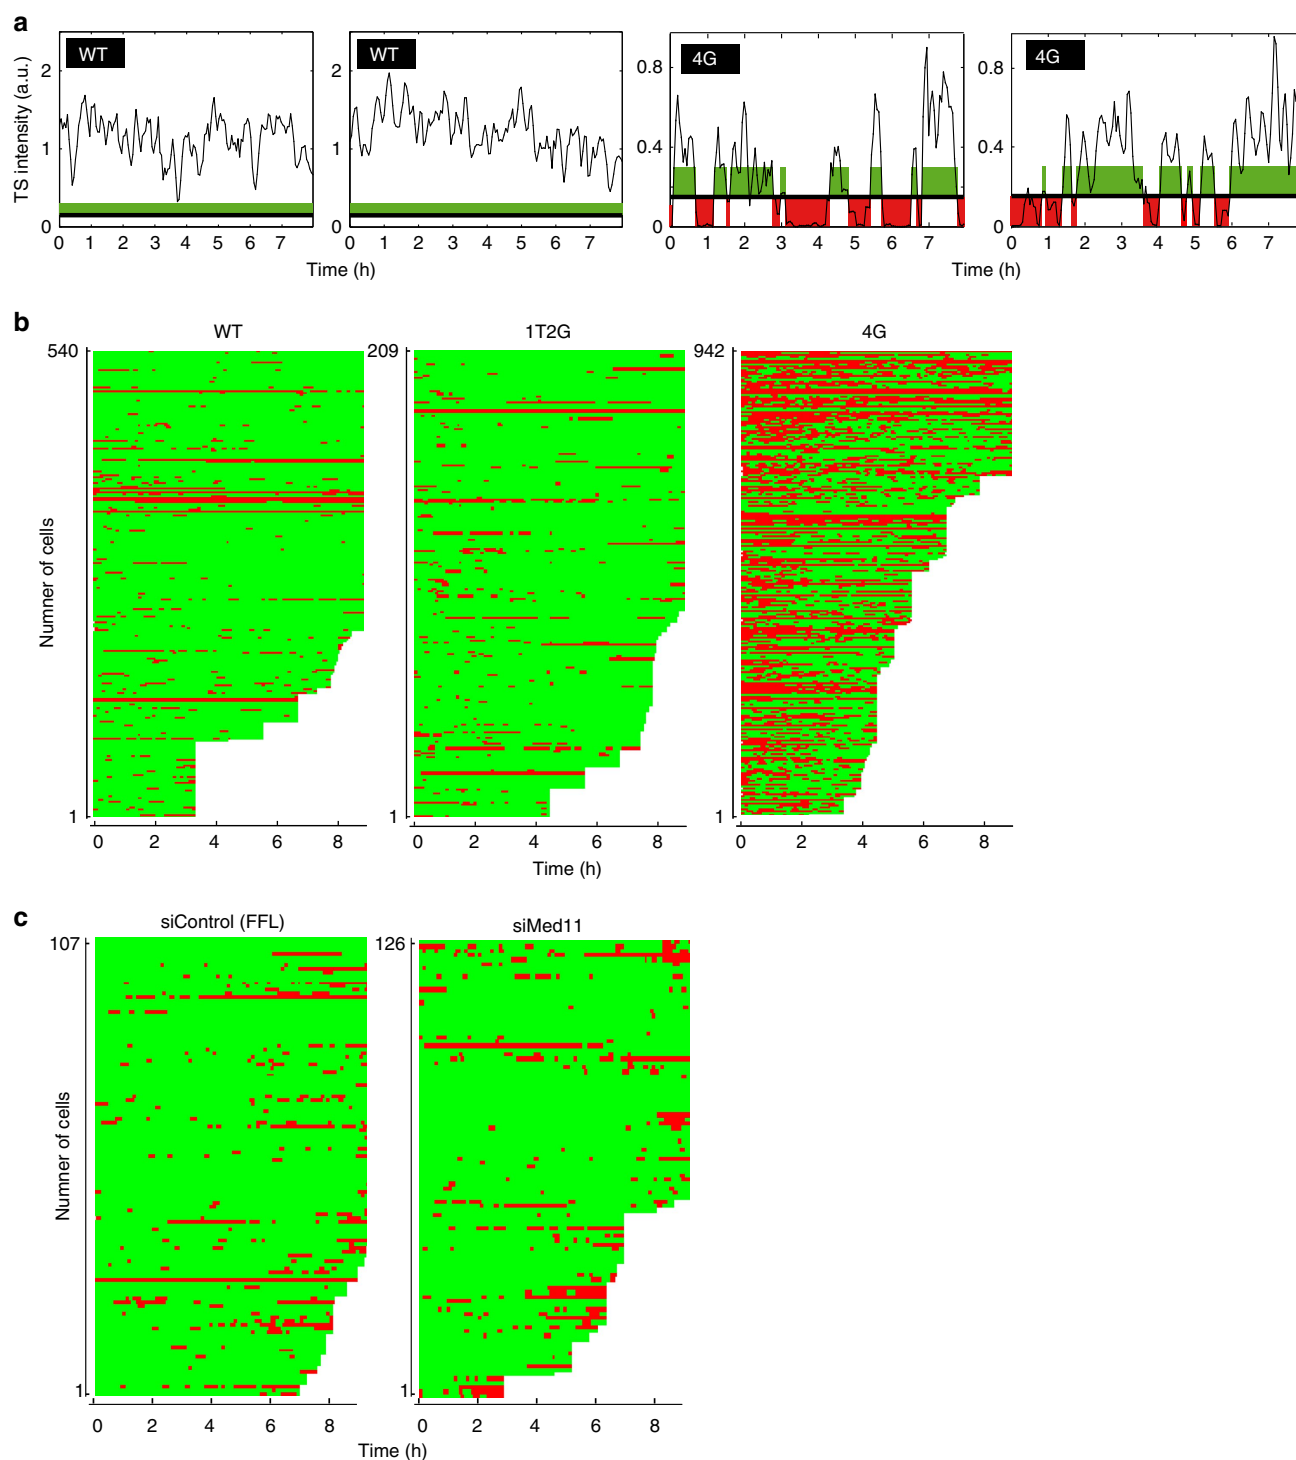 a
WT WT 4G 4G
TS intensity (a.u.)
2 1 0
2 1 0
0.8 0.4 0
0.8 0.4 0
0 1 2 3 4 5 6 7
0 1 2 3 4 5 6 7
0 1 2 3 4 5 6 7
0 1 2 3 4 5 6 7
Time (h) Time (h)
b
WT 1T2G 4G
540 209 942
Numner of cells
1 1 1
0 2 4 6 8
0 2 4 6 8
0 2 4 6 8
Time (h)
c
siControl (FFL) siMed11
107 126
Numner of cells
1 1
0 2 4 6 8
0 2 4 6 8
Time (h)